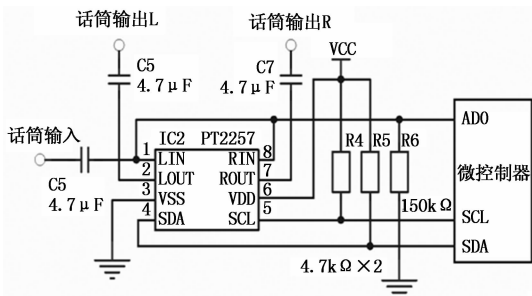 话筒输出L
话筒输出R
C5
4.7μF
C7
4.7μF
VCC
话筒输入
C5
4.7μF
IC2 PT2257
1 LIN RIN 8
2 LOUT ROUT 7
3 VSS VDD 6
4 SDA SCL 5
R4 R5 R6
150kΩ
4.7kΩ×2
ADO
微控制器
SCL
SDA